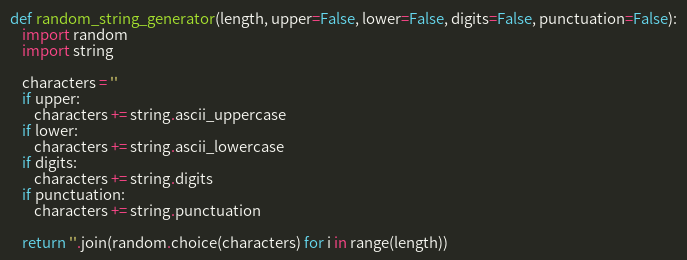 def random_string_generator(length, upper=False, lower=False, digits=False, punctuation=False):
import random
import string
characters = ''
if upper:
characters += string.ascii_uppercase
if lower:
characters += string.ascii_lowercase
if digits:
characters += string.digits
if punctuation:
characters += string.punctuation
return ''.join(random.choice(characters) for i in range(length))